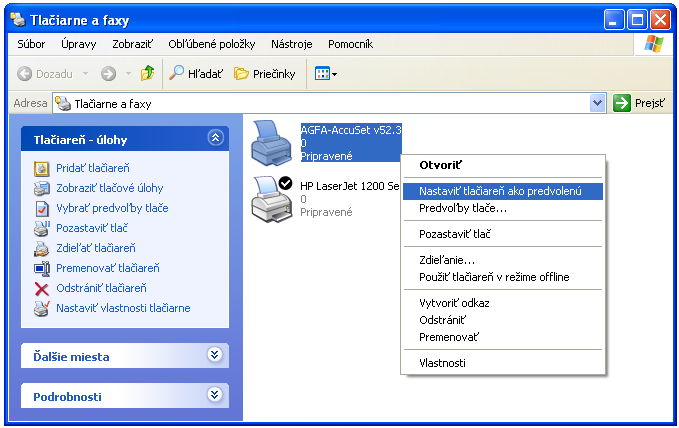 Tlačiarne a faxy
Súbor Úpravy Zobraziť Obľúbené položky Nástroje Pomocník
Dozadu Hľadať Priečinky
Adresa Tlačiarne a faxy Prejsť
Tlačiareň - úlohy
Pridať tlačiareň
Zobraziť tlačové úlohy
Vybrať predvoľby tlače
Pozastaviť tlač
Zdieľať tlačiareň
Premenovať tlačiareň
Odstrániť tlačiareň
Nastaviť vlastnosti tlačiarne
Ďalšie miesta
Podrobnosti
AGFA-AccuSet v52.3
0
Pripravené
HP LaserJet 1200 Se
0
Pripravené
Otvoriť
Nastaviť tlačiareň ako predvolenú
Predvoľby tlače...
Pozastaviť tlač
Zdieľanie...
Použiť tlačiareň v režime offline
Vytvoriť odkaz
Odstrániť
Premenovať
Vlastnosti